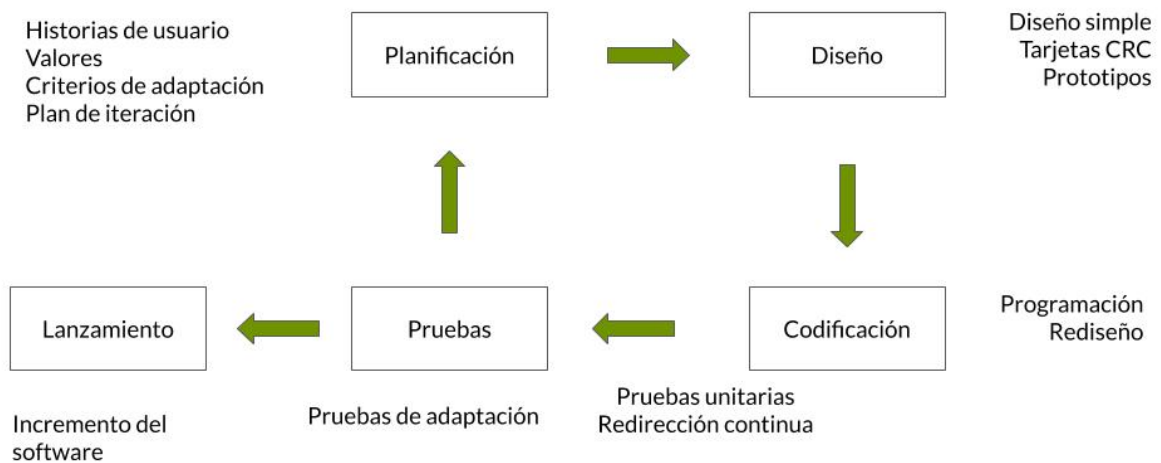 Historias de usuario
Valores
Criterios de adaptación
Plan de iteración
Planificación
Diseño
Diseño simple
Tarjetas CRC
Prototipos
Lanzamiento
Pruebas
Codificación
Programación
Rediseño
Incremento del
software
Pruebas de adaptación
Pruebas unitarias
Redirección continua